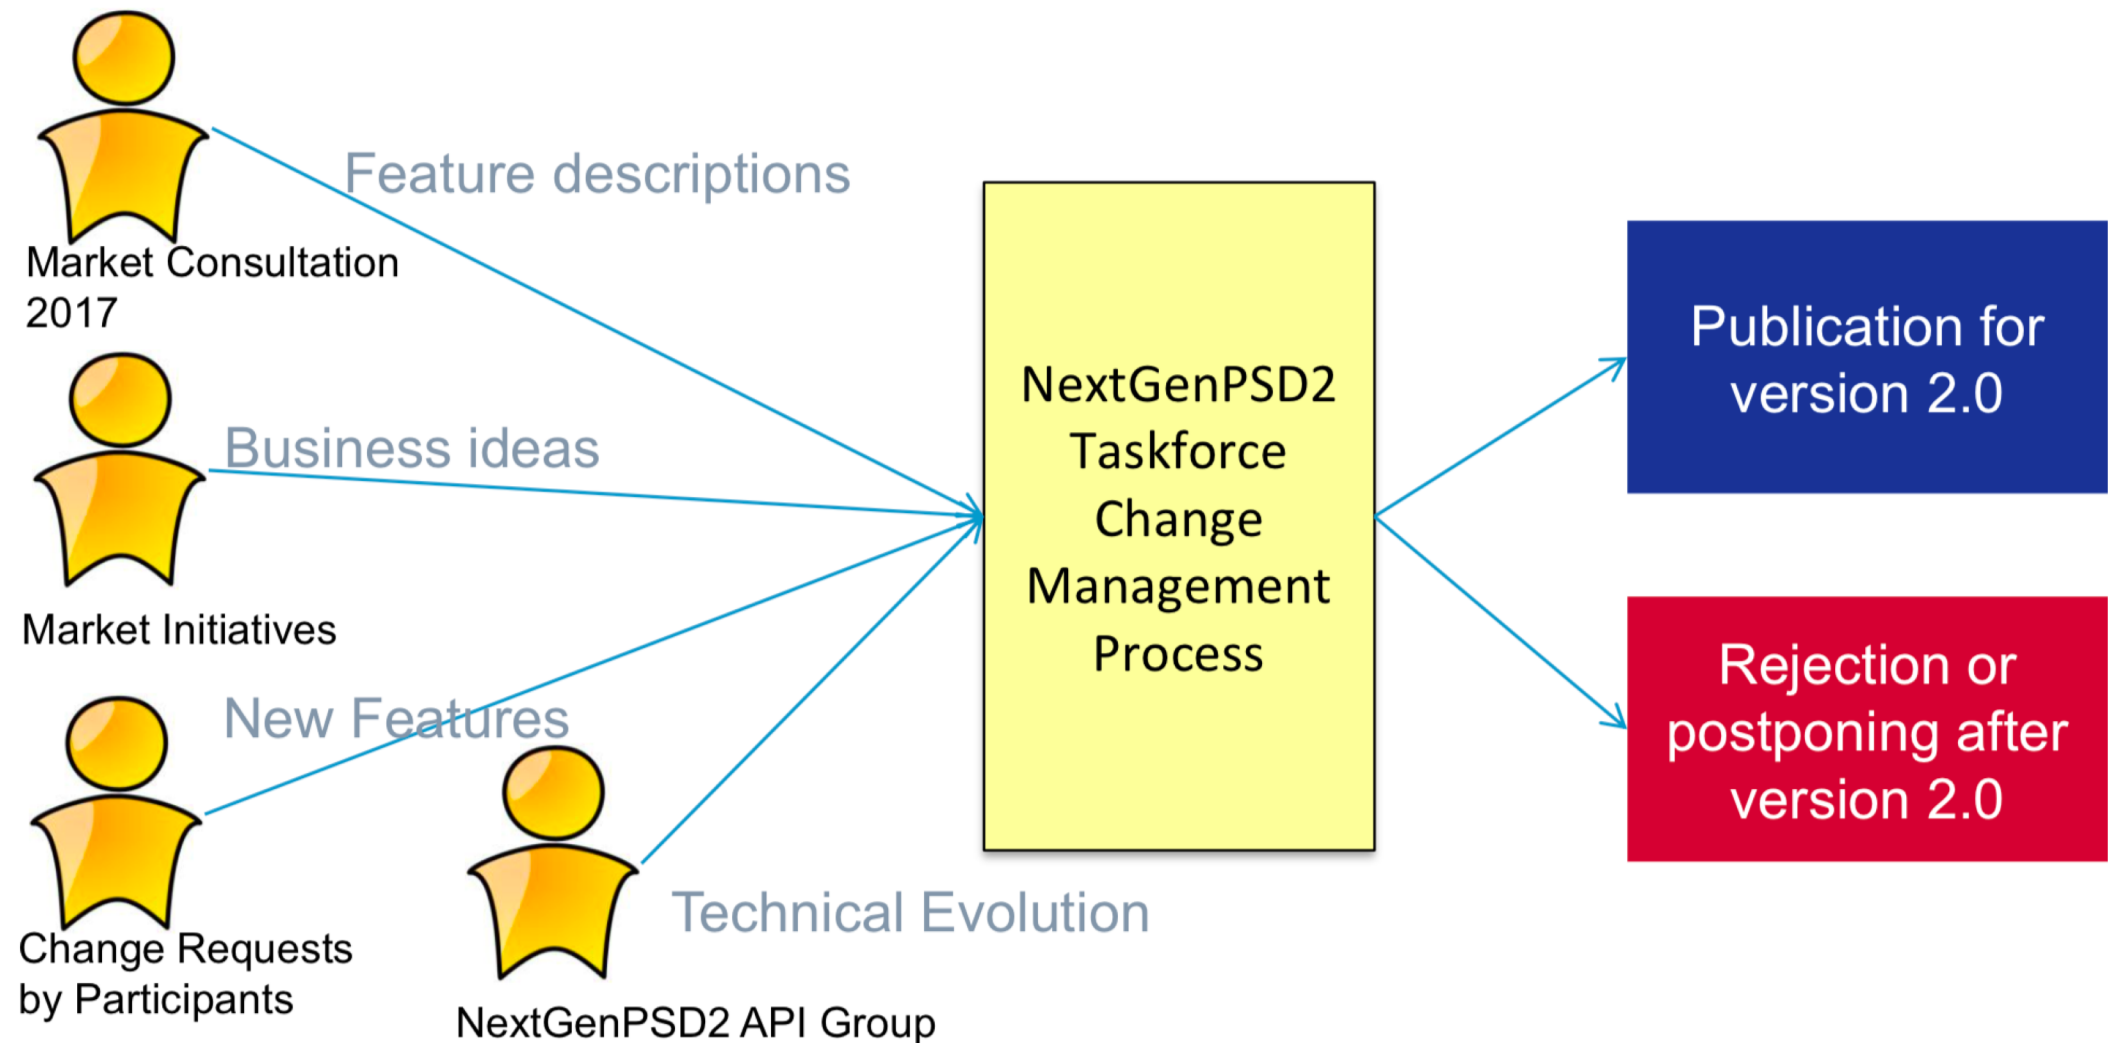 Feature descriptions
Market Consultation
2017
Business ideas
Market Initiatives
New Features
Change Requests
by Participants
Technical Evolution
NextGenPSD2 API Group
NextGenPSD2
Taskforce
Change
Management
Process
Publication for
version 2.0
Rejection or
postponing after
version 2.0